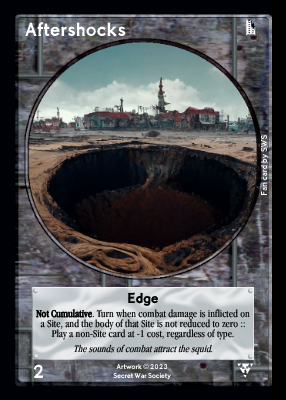 Aftershocks
Fan card by SWS
Edge
Not Cumulative. Turn when combat damage is inflicted on
a Site, and the body of that Site is not reduced to zero ::
Play a non-Site card at -1 cost, regardless of type.
The sounds of combat attract the squid.
2
Artwork © 2023
Secret War Society